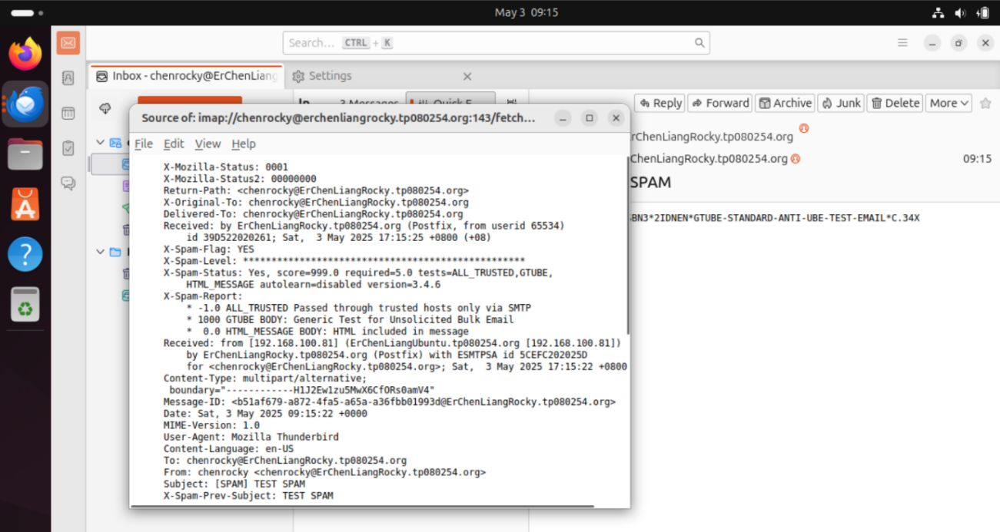 May 3 09:15
Search... CTRL + K
Inbox - chenrocky@ErChenLiang
Settings
3 Messages
Quick F
Reply
Forward
Archive
Junk
Delete
More
Source of: imap://chenrocky@erchenliangrocky.tp080254.org:143/fetch...
File Edit View Help
rChenLiangRocky.tp080254.org
ChenLiangRocky.tp080254.org
09:15
SPAM
BN3*2IDNEN*GTUBE-STANDARD-ANTI-UBE-TEST-EMAIL*C.34X
X-Mozilla-Status: 0001
X-Mozilla-Status2: 00000000
Return-Path: <chenrocky@ErChenLiangRocky.tp080254.org>
X-Original-To: chenrocky@ErChenLiangRocky.tp080254.org
Delivered-To: chenrocky@ErChenLiangRocky.tp080254.org
Received: by ErChenLiangRocky.tp080254.org (Postfix, from userid 65534)
id 39D522020261; Sat, 3 May 2025 17:15:25 +0800 (+08)
X-Spam-Flag: YES
X-Spam-Level: **************************************************
X-Spam-Status: Yes, score=999.0 required=5.0 tests=ALL_TRUSTED,GTUBE,
HTML_MESSAGE autolearn=disabled version=3.4.6
X-Spam-Report:
* -1.0 ALL_TRUSTED Passed through trusted hosts only via SMTP
* 1000 GTUBE BODY: Generic Test for Unsolicited Bulk Email
* 0.0 HTML_MESSAGE BODY: HTML included in message
Received: from [192.168.100.81] (ErChenLiangUbuntu.tp080254.org [192.168.100.81])
by ErChenLiangRocky.tp080254.org (Postfix) with ESMTPSA id 5CEFC202025D
for <chenrocky@ErChenLiangRocky.tp080254.org>; Sat, 3 May 2025 17:15:22 +0800
Content-Type: multipart/alternative;
boundary="------------H1J2Ew1zu5MwX6CfORs0amV4"
Message-ID: <b51af679-a872-4fa5-a65a-a36fbb01993d@ErChenLiangRocky.tp080254.org>
Date: Sat, 3 May 2025 09:15:22 +0000
MIME-Version: 1.0
User-Agent: Mozilla Thunderbird
Content-Language: en-US
To: chenrocky@ErChenLiangRocky.tp080254.org
From: chenrocky <chenrocky@ErChenLiangRocky.tp080254.org>
Subject: [SPAM] TEST SPAM
X-Spam-Prev-Subject: TEST SPAM